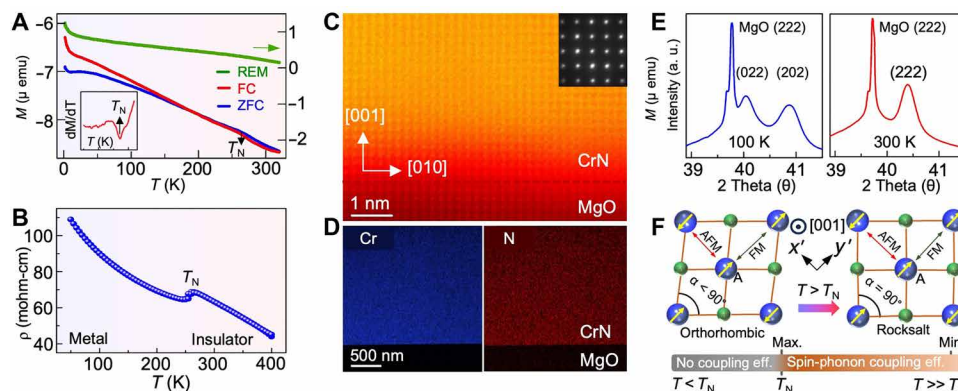 A
-6
-7
-8
1
0
-1
-2
M (μ emu)
REM
FC
ZFC
dM/dT
T_N
T (K)
T_N
0 100 200 300
T (K)
B
100
80
60
40
ρ (mohm-cm)
T_N
Metal
Insulator
0 100 200 300 400
T (K)
C
[001]
[010]
1 nm
CrN
MgO
D
Cr
N
500 nm
CrN
MgO
E
M (μ emu)
Intensity (a. u.)
MgO (222)
(022)
(202)
100 K
39 40 41
2 Theta (θ)
MgO (222)
(222)
300 K
39 40 41
2 Theta (θ)
F
AFM
FM
A
α < 90°
Orthorhombic
[001]
x'
y'
T > T_N
AFM
FM
A
α = 90°
Rocksalt
Max.
Min
No coupling eff.
Spin-phonon coupling eff.
T < T_N
T_N
T >> T